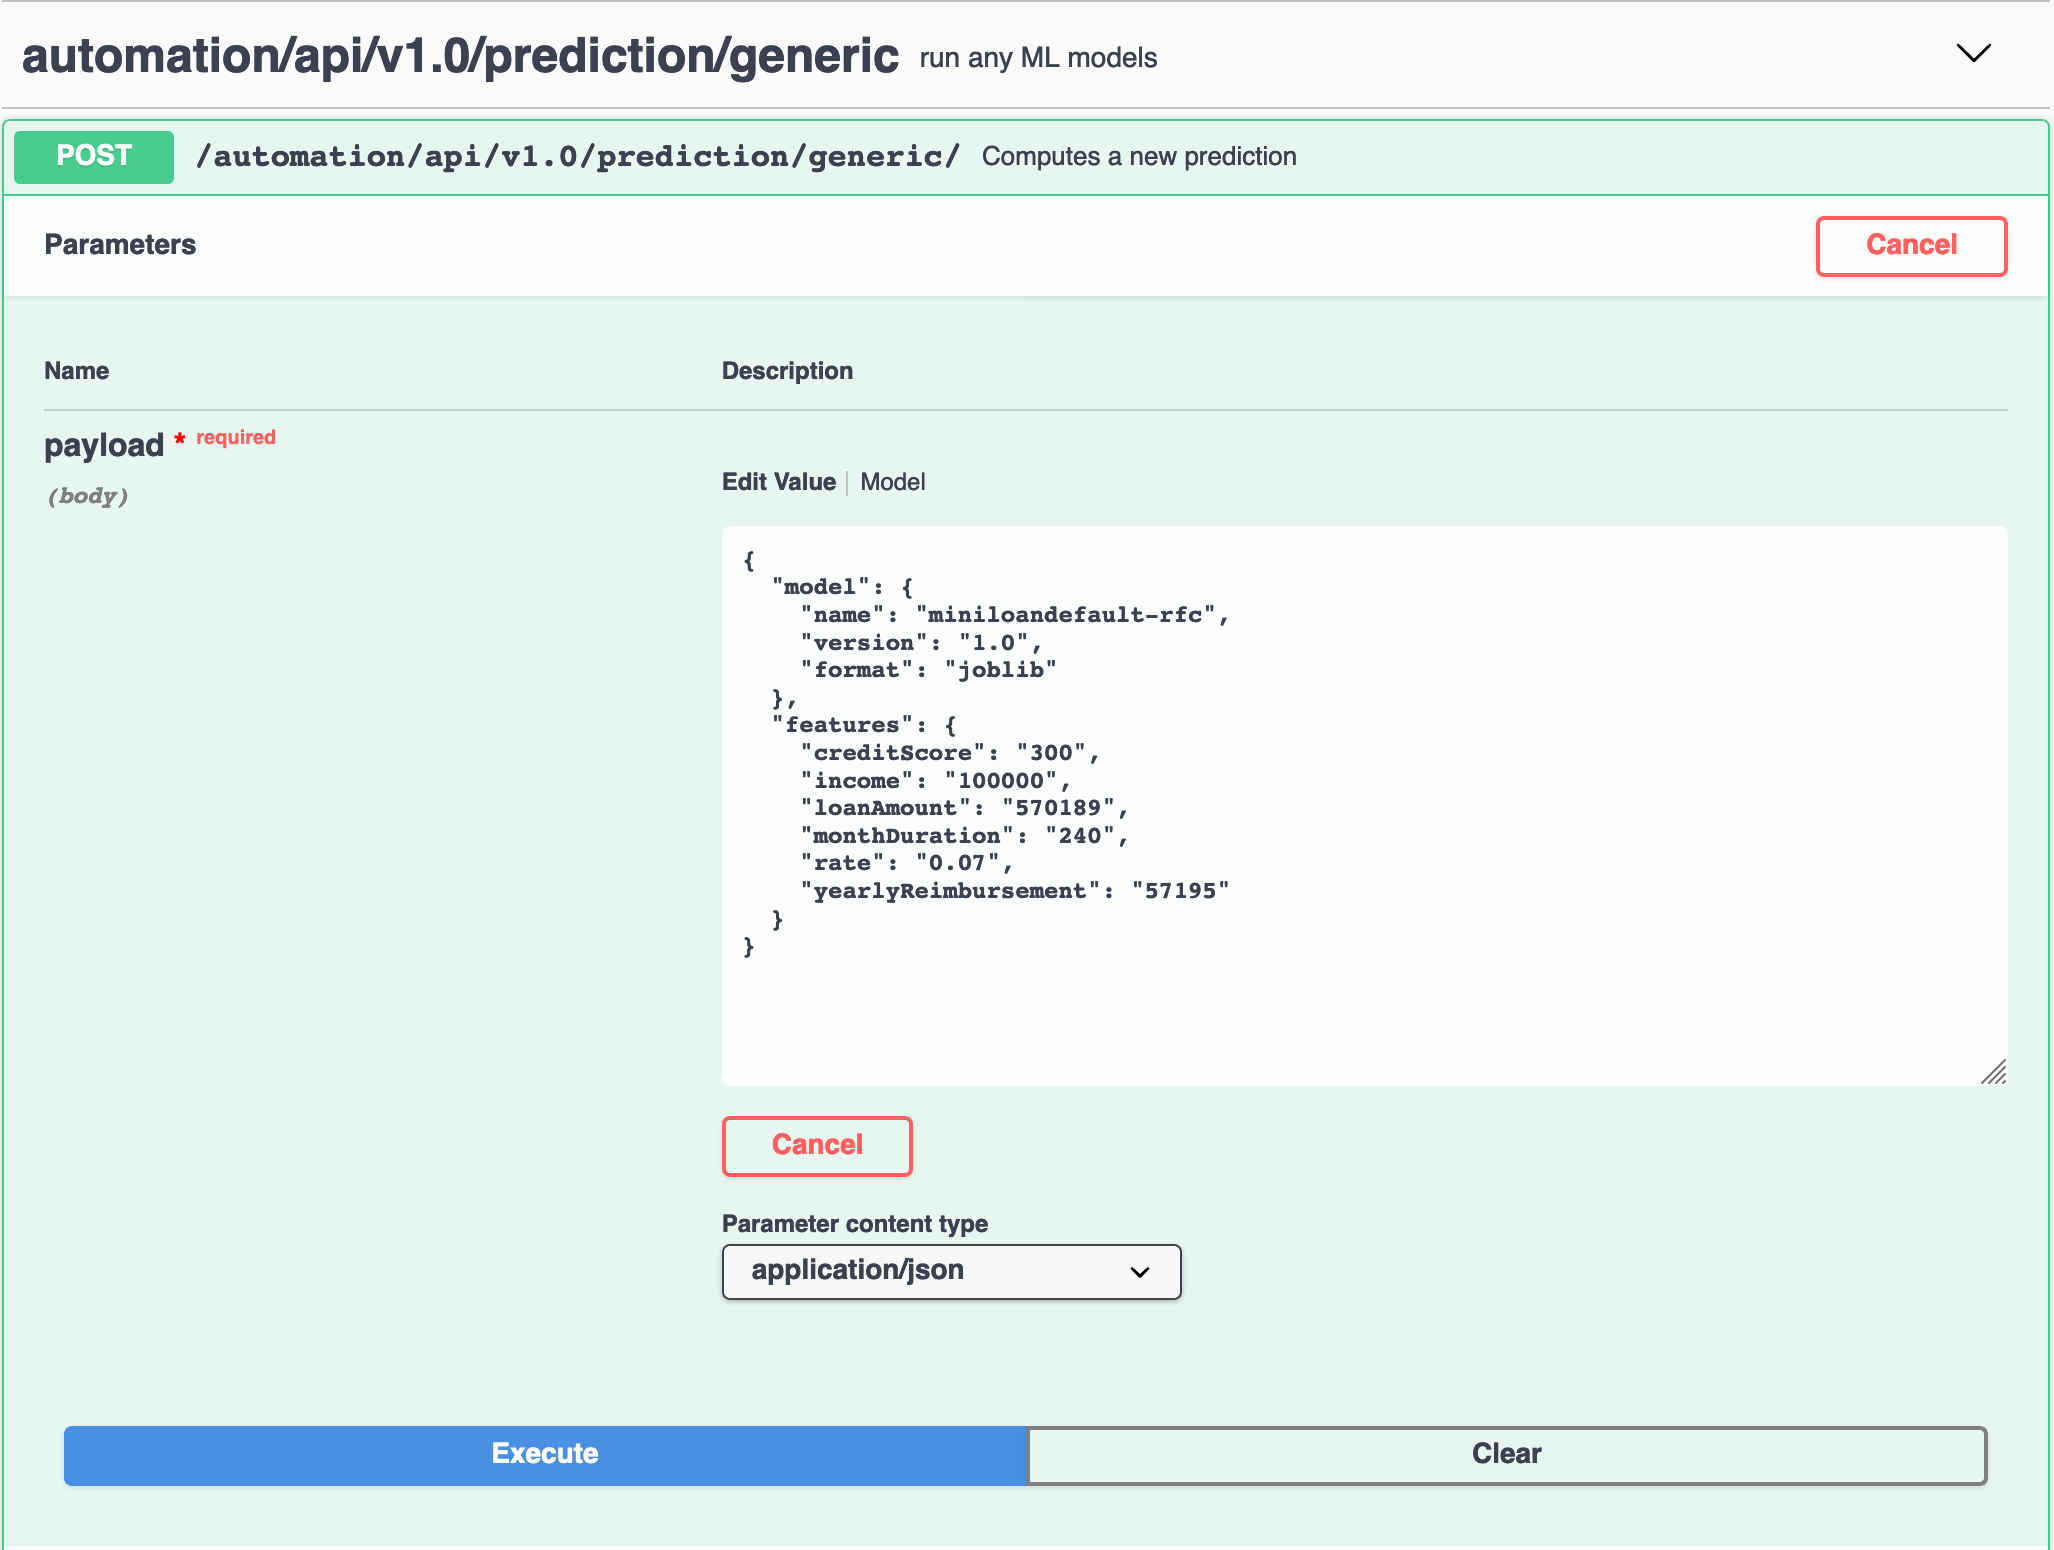 automation/api/v1.0/prediction/generic run any ML models
POST /automation/api/v1.0/prediction/generic/ Computes a new prediction
Parameters Cancel
Name Description
payload * required
(body)
Edit Value | Model
{
  "model": {
    "name": "miniloandefault-rfc",
    "version": "1.0",
    "format": "joblib"
  },
  "features": {
    "creditScore": "300",
    "income": "100000",
    "loanAmount": "570189",
    "monthDuration": "240",
    "rate": "0.07",
    "yearlyReimbursement": "57195"
  }
}
Cancel
Parameter content type
application/json
Execute Clear